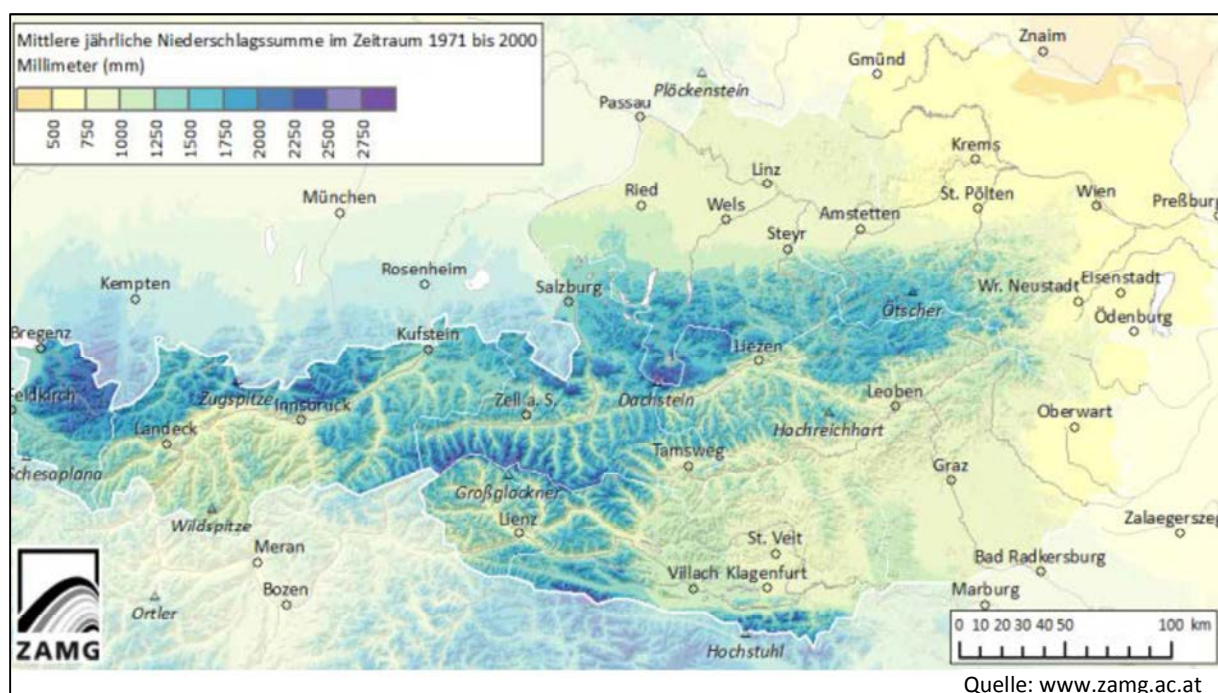 Mittlere jährliche Niederschlagssumme im Zeitraum 1971 bis 2000
Millimeter (mm)
500
750
1000
1250
1500
1750
2000
2250
2500
2750
Znaim
Gmünd
Plöckenstein
Passau
Krems
Linz
München
Ried
Wels
Amstetten
St. Pölten
Wien
Preßburg
Steyr
Kempten
Rosenheim
Salzburg
Wr. Neustadt
Eisenstadt
Ötscher
Ödenburg
Bregenz
Kufstein
Liezen
Feldkirch
Zugspitze
Innsbruck
Zell a. S.
Dachstein
Leoben
Hochreichhart
Oberwart
Landeck
Schesaplana
Tamsweg
Graz
Großglockner
Wildspitze
Lienz
Zalaegerszeg
St. Veit
Meran
Bad Radkersburg
Villach
Klagenfurt
Bozen
Ortler
Marburg
Hochstuhl
ZAMG
0 10 20 30 40 50 100 km
Quelle: www.zamg.ac.at